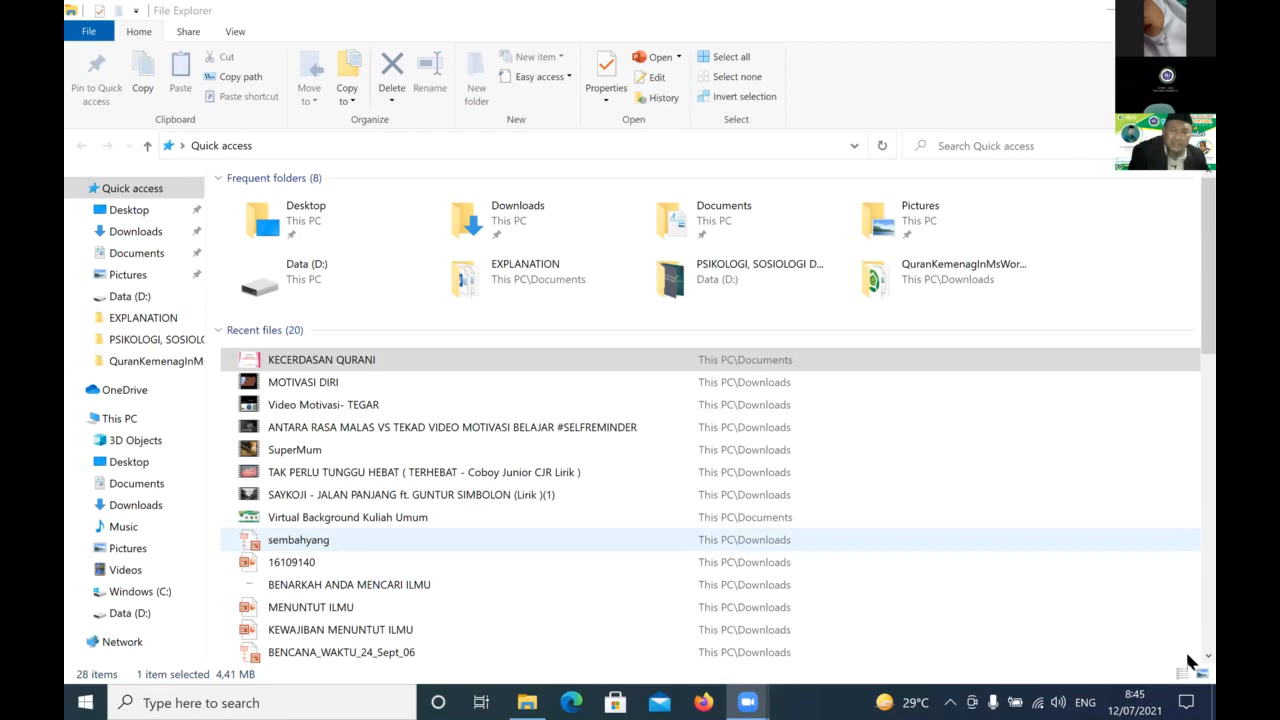 File Explorer
File Home Share View
Pin to Quick access
Copy
Paste
Cut
Copy path
Paste shortcut
Clipboard
Move to
Copy to
Delete
Rename
Organize
New folder
New item
Easy access
New
Properties
Open
Edit
History
Open
Select all
Select none
Invert selection
Select
Quick access
Search Quick access
Quick access
Desktop
Downloads
Documents
Pictures
Data (D:)
EXPLANATION
PSIKOLOGI, SOSIOLO
QuranKemenagInMs
OneDrive
This PC
3D Objects
Desktop
Documents
Downloads
Music
Pictures
Videos
Windows (C:)
Data (D:)
Network
Frequent folders (8)
Desktop
This PC
Downloads
This PC
Documents
This PC
Pictures
This PC
Data (D:)
This PC
EXPLANATION
This PC\Documents
PSIKOLOGI, SOSIOLOGI D...
Data (D:)
QuranKemenagInMsWor...
This PC\Downloads
Recent files (20)
KECERDASAN QURANI This PC\Documents
MOTIVASI DIRI This PC\Downloads
Video Motivasi- TEGAR This PC\Downloads
ANTARA RASA MALAS VS TEKAD VIDEO MOTIVASI BELAJAR #SELFREMINDER This PC\Downloads
SuperMum This PC\Downloads
TAK PERLU TUNGGU HEBAT ( TERHEBAT - Coboy Junior CJR Lirik ) This PC\Downloads
SAYKOJI - JALAN PANJANG ft. GUNTUR SIMBOLON (Lirik )(1) This PC\Downloads
Virtual Background Kuliah Umum This PC\Documents
sembahyang This PC\Downloads
16109140 This PC\Downloads
BENARKAH ANDA MENCARI ILMU This PC\Downloads
MENUNTUT ILMU This PC\Downloads
KEWAJIBAN MENUNTUT ILMU This PC\Downloads
BENCANA_WAKTU_24_Sept_06 This PC\Downloads
28 items 1 item selected 4,41 MB
Type here to search
29°C
ENG
8:45
12/07/2021